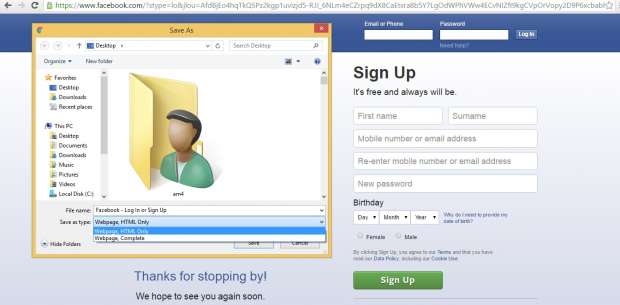 https://www.facebook.com/?stype=lo&jlou=
Save As
Desktop
Organize
New folder
Favorites
Desktop
Downloads
Recent places
This PC
Desktop
Documents
Downloads
Music
Pictures
Videos
Local Disk (C:)
am4
File name: Facebook - Log In or Sign Up
Save as type: Webpage, HTML Only
Webpage, HTML Only
Webpage, Complete
Hide Folders
Save
Cancel
Thanks for stopping by!
We hope to see you again soon.
Email or Phone
Password
Log In
Need help?
Sign Up
It's free and always will be.
First name
Surname
Mobile number or email address
Re-enter mobile number or email address
New password
Birthday
Day Month Year
Why do I need to provide my
date of birth?
Female Male
By clicking Sign Up, you agree to our Terms and that you have
read our Data Policy, including our Cookie Use.
Sign Up